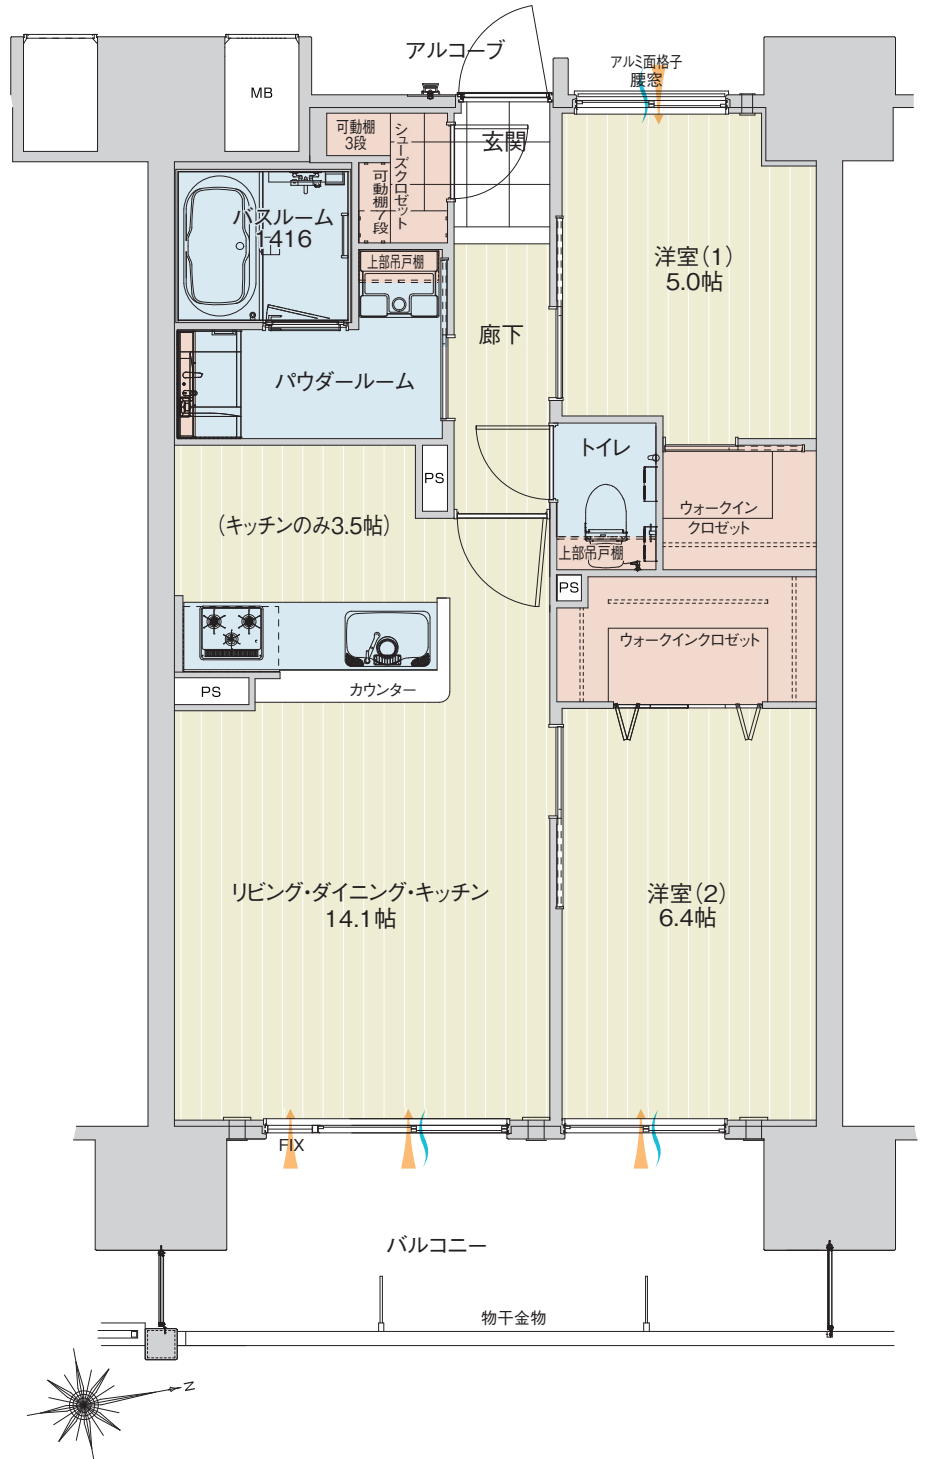 アルコーブ
アルミ面格子
腰窓
MB
可動棚
3段
シューズクロゼット
可動棚7段
玄関
バスルーム
1416
上部吊戸棚
洋室(1)
5.0帖
廊下
パウダールーム
トイレ
PS
ウォークイン
クロゼット
(キッチンのみ3.5帖)
上部吊戸棚
PS
ウォークインクロゼット
PS
カウンター
リビング・ダイニング・キッチン
14.1帖
洋室(2)
6.4帖
FIX
バルコニー
物干金物
N